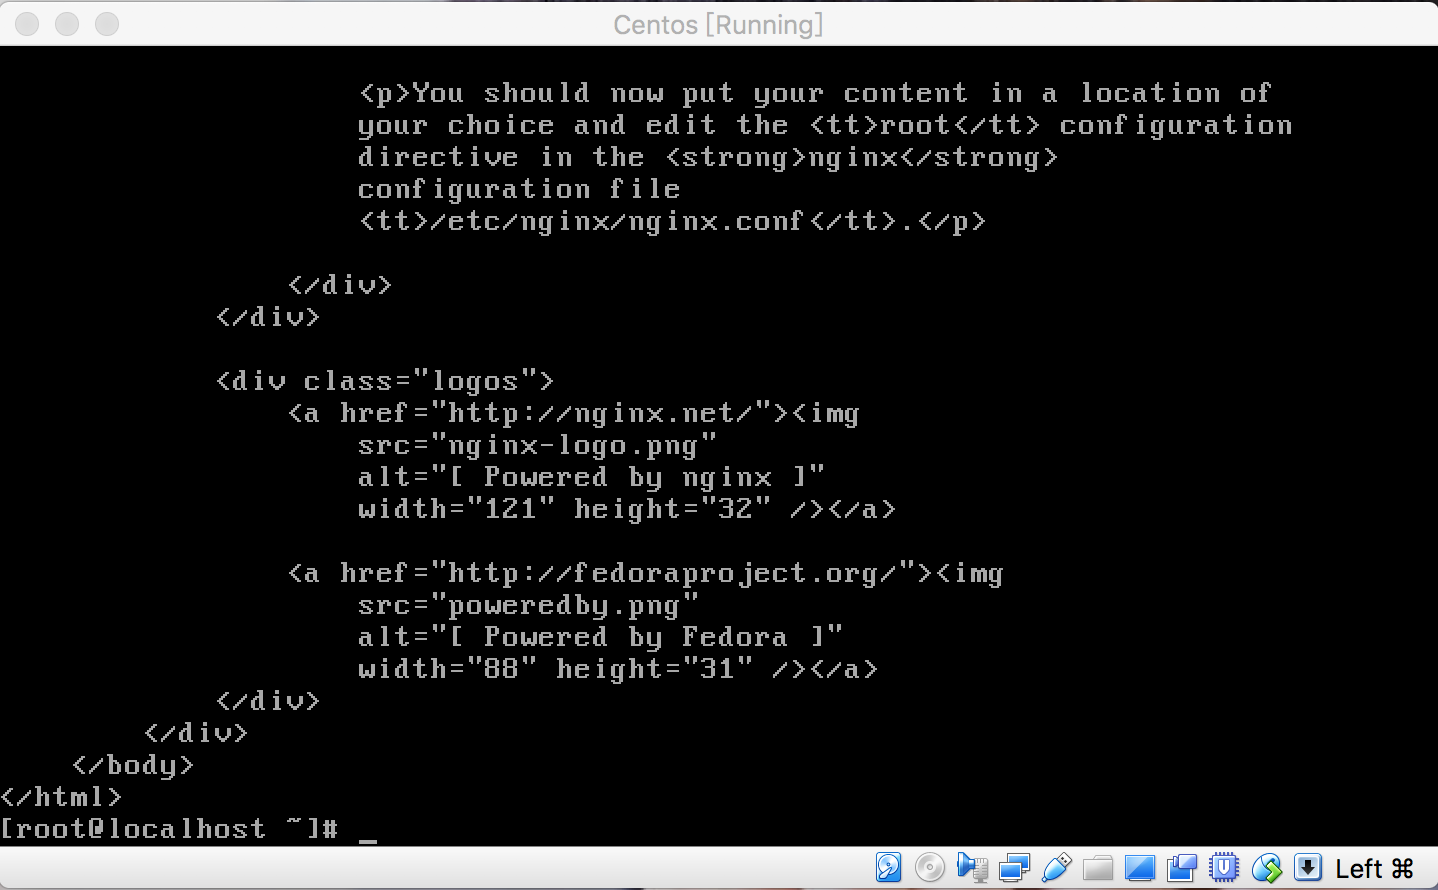 Centos [Running]
<p>You should now put your content in a location of
your choice and edit the <tt>root</tt> configuration
directive in the <strong>nginx</strong>
configuration file
<tt>/etc/nginx/nginx.conf</tt>.</p>
</div>
</div>
<div class="logos">
<a href="http://nginx.net/"><img
src="nginx-logo.png"
alt="[ Powered by nginx ]"
width="121" height="32" /></a>
<a href="http://fedoraproject.org/"><img
src="poweredby.png"
alt="[ Powered by Fedora ]"
width="88" height="31" /></a>
</div>
</div>
</body>
</html>
[root@localhost ~]# _
Left ⌘